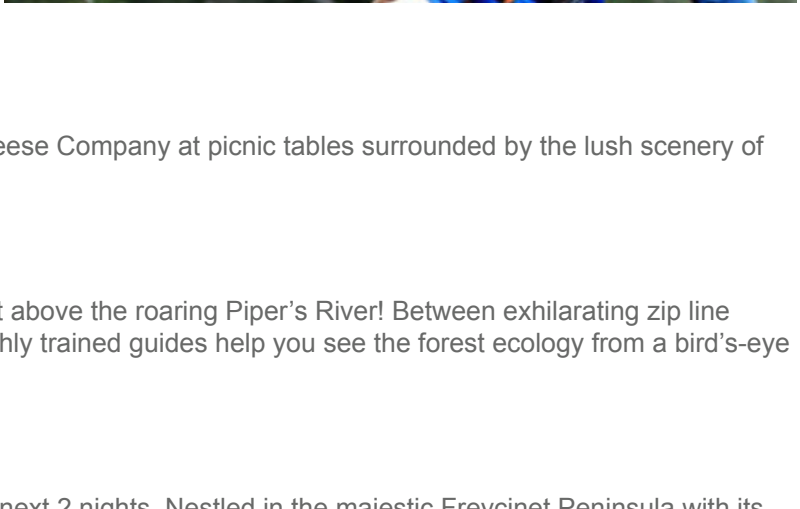 eese Company at picnic tables surrounded by the lush scenery of
above the roaring Piper’s River! Between exhilarating zip line
hly trained guides help you see the forest ecology from a bird’s-eye
next 2 nights. Nestled in the majestic Freycinet Peninsula with its